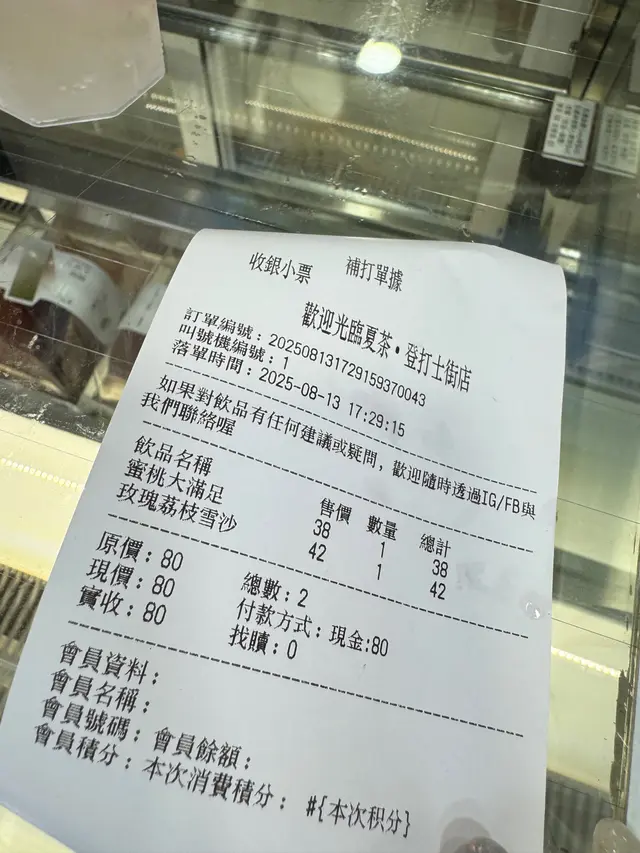 收銀小票 補打單據
歡迎光臨夏茶•登打士街店
訂單編號：202508131729159370043
叫號機編號：1
落單時間：2025-08-13 17:29:15
如果對飲品有任何建議或疑問，歡迎隨時透過IG/FB與
我們聯絡喔
飲品名稱 售價 數量 總計
蜜桃大滿足 38 1 38
玫瑰荔枝雪沙 42 1 42
原價：80 總數：2
現價：80 付款方式：現金:80
實收：80 找贖：0
會員資料：
會員名稱：
會員號碼： 會員餘額：
會員積分： 本次消費積分： #{本次积分}